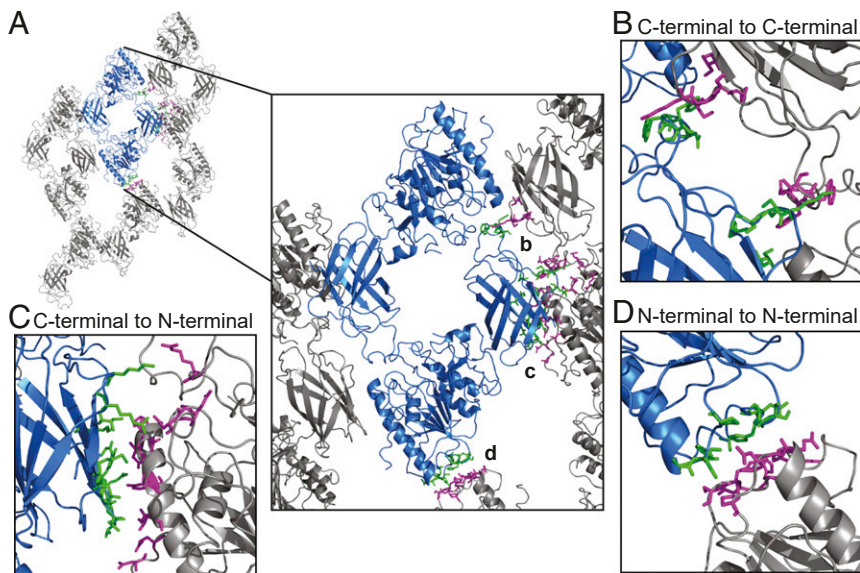 A
B C-terminal to C-terminal
b
C C-terminal to N-terminal
c
D N-terminal to N-terminal
d